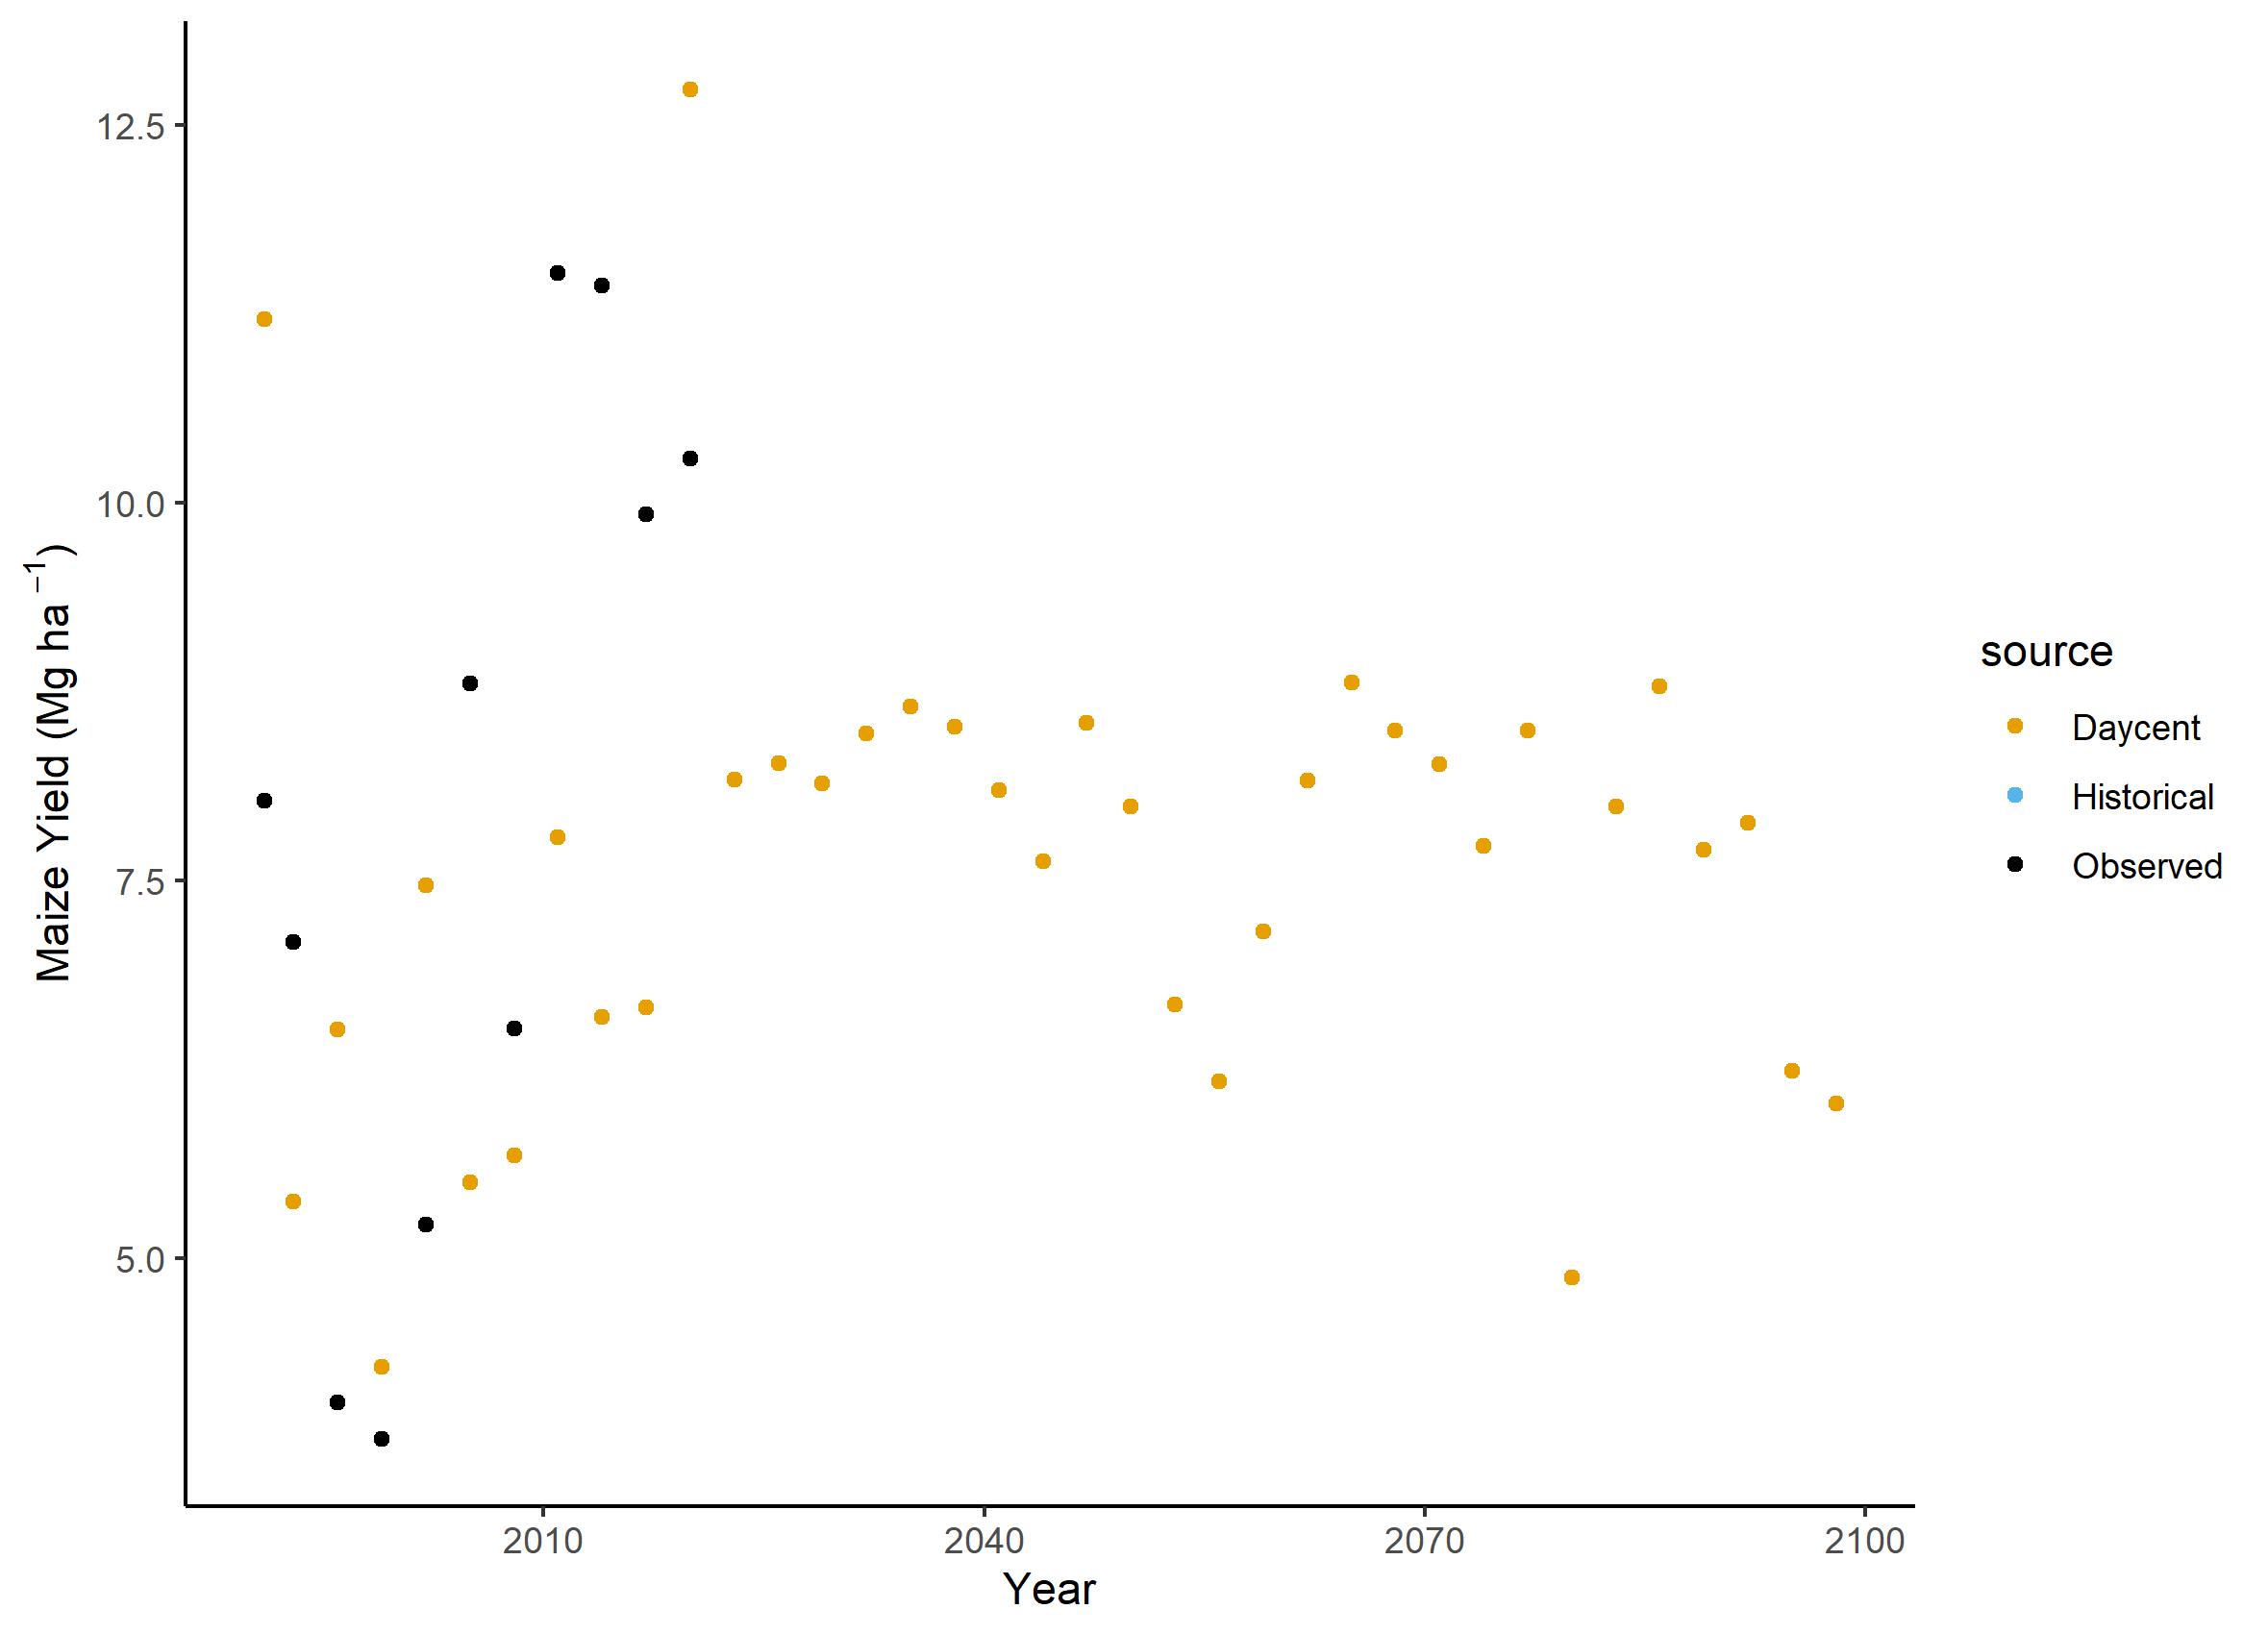 12.5
10.0
7.5
5.0
Maize Yield (Mg ha⁻¹)
2010 2040 2070 2100
Year
source
Daycent
Historical
Observed